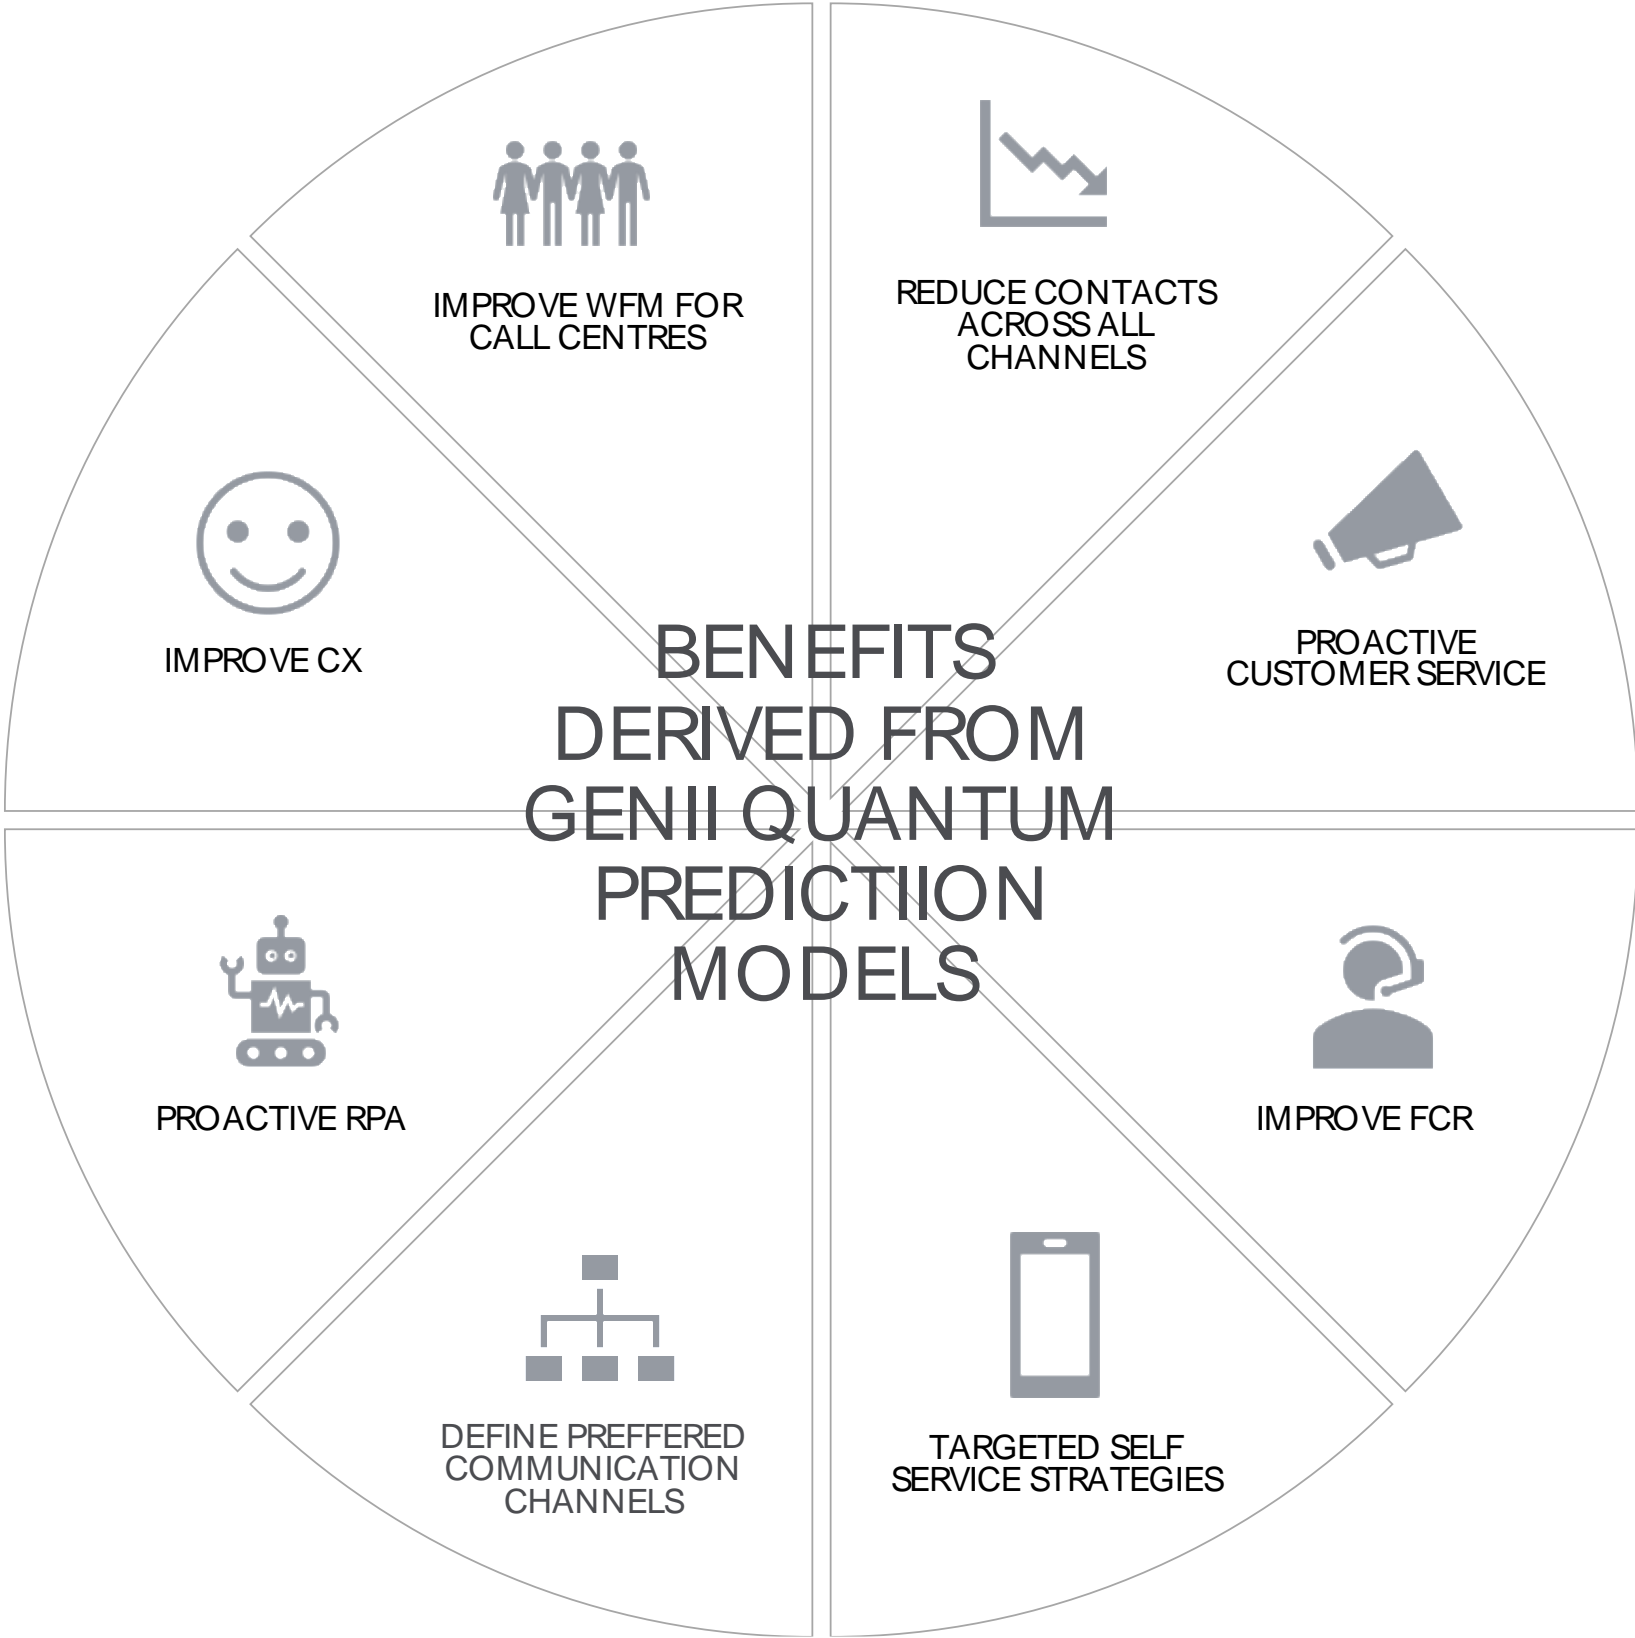 IMPROVE WFM FOR
CALL CENTRES
REDUCE CONTACTS
ACROSS ALL
CHANNELS
IMPROVE CX
PROACTIVE
CUSTOMER SERVICE
BENEFITS
DERIVED FROM
GENII QUANTUM
PREDICTIION
MODELS
PROACTIVE RPA
IMPROVE FCR
DEFINE PREFFERED
COMMUNICATION
CHANNELS
TARGETED SELF
SERVICE STRATEGIES